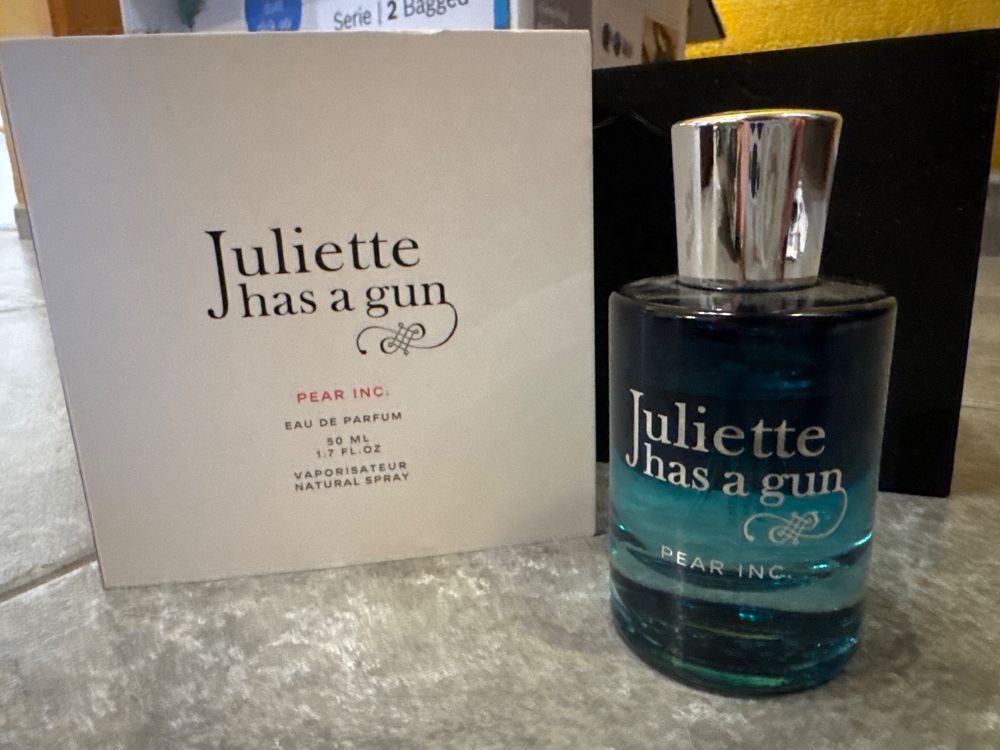 Serie | 2 Bagged
Juliette
has a gun
PEAR INC.
EAU DE PARFUM
50 ML
1.7 FL.OZ
VAPORISATEUR
NATURAL SPRAY
Juliette
has a gun
PEAR INC.